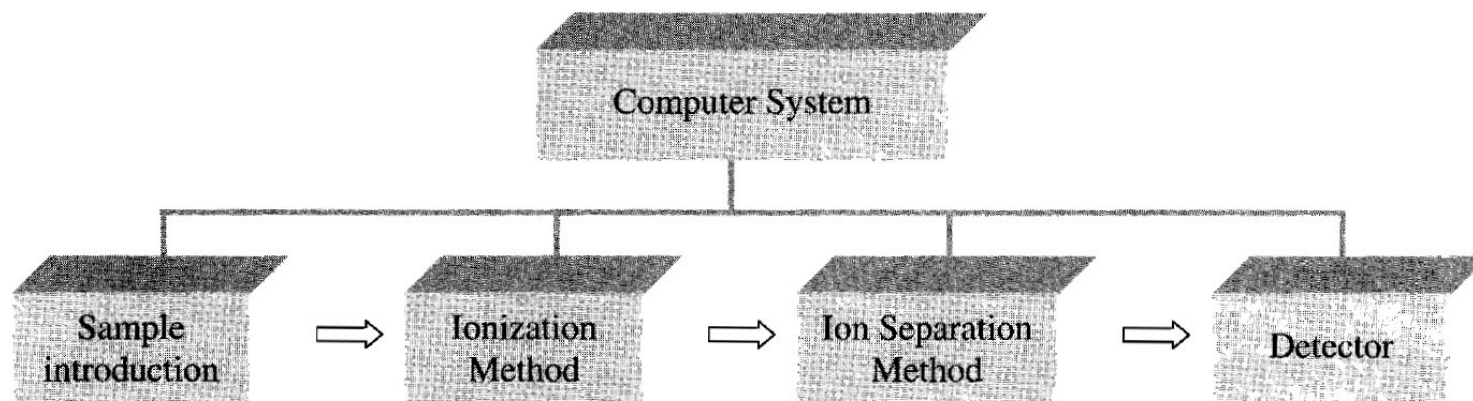 Computer System
Sample
introduction
Ionization
Method
Ion Separation
Method
Detector